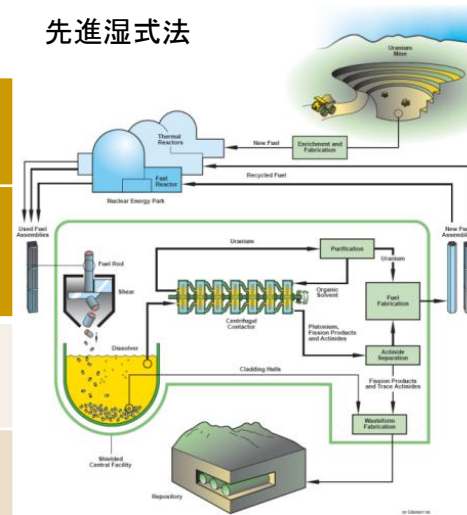 先進湿式法
Uranium
Mine
Thermal
Reactors
New Fuel
Enrichment and
Fabrication
Fast
Reactor
Recycled Fuel
Nuclear Energy Park
Used Fuel
Assemblies
New Fuel
Fuel Rod
Shear
Uranium
Purification
Uranium
Organic
Solvent
Fuel
Fabrication
Centrifugal
Contactor
Plutonium,
Fission Products
and Actinides
Dissolver
Actinide
Separation
Cladding Hulls
Fission Products
and Trace Actinides
Wasteform
Fabrication
Shielded
Central Facility
Repository